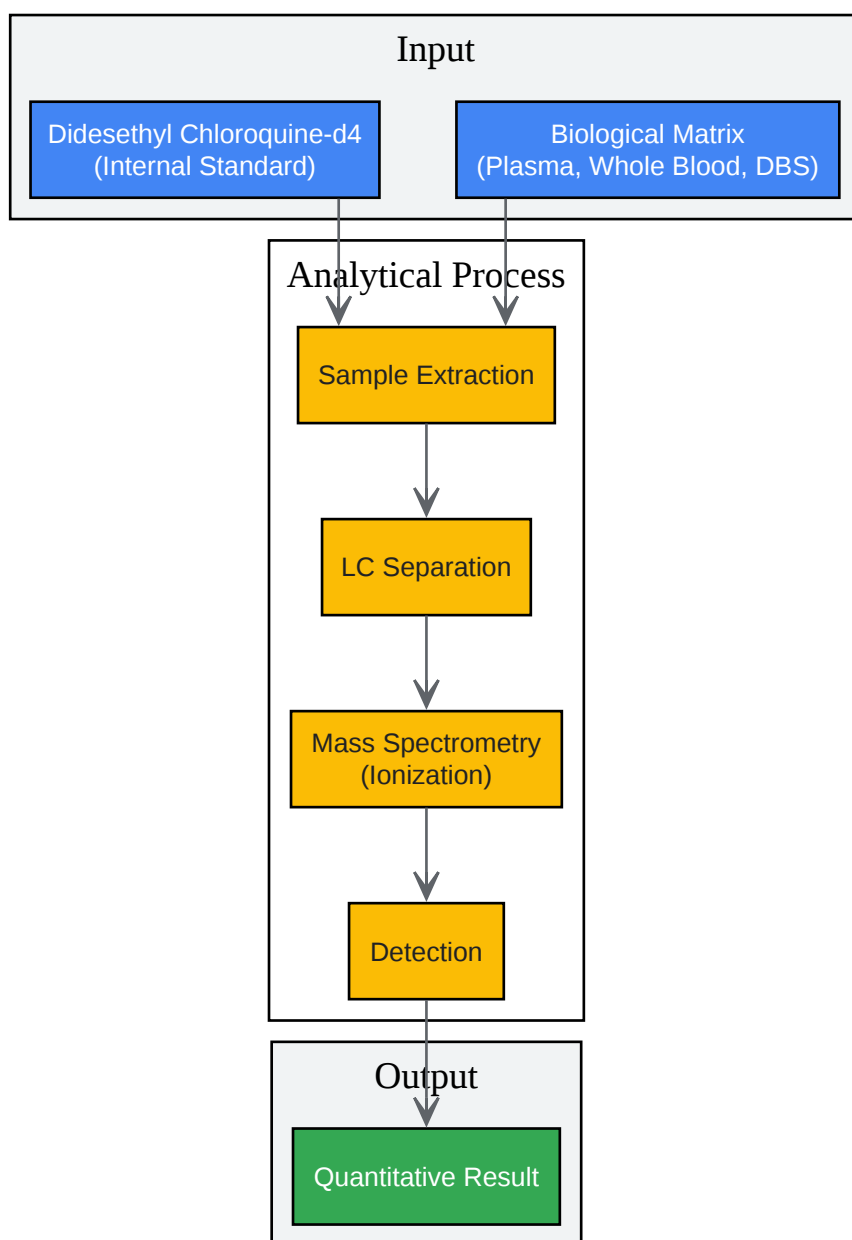 Input
Didesethyl Chloroquine-d4
(Internal Standard)
Biological Matrix
(Plasma, Whole Blood, DBS)
Analytical Process
Sample Extraction
LC Separation
Mass Spectrometry
(Ionization)
Detection
Output
Quantitative Result